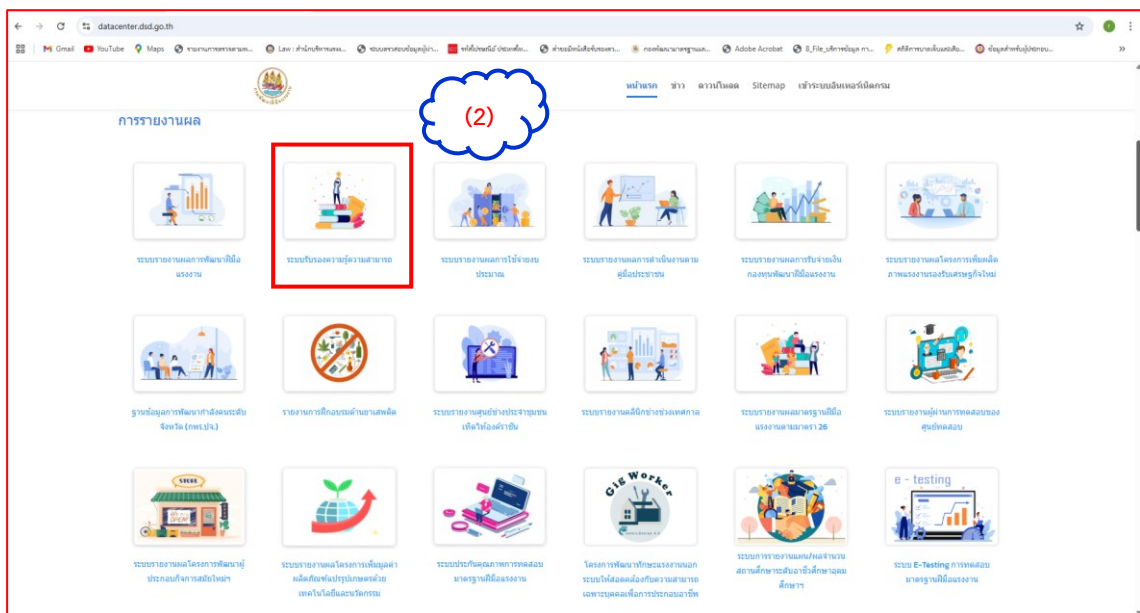 datacenter.dsd.go.th
Gmail YouTube Maps Adobe Acrobat
หน้าแรก ข่าว ดาวน์โหลด Sitemap เข้าระบบอินเทอร์เน็ตกรม
(2)
การรายงานผล
ระบบรายงานผลการพัฒนาฝีมือ
แรงงาน
ระบบรับรองความรู้ความสามารถ
ระบบรายงานผลการใช้จ่ายงบ
ประมาณ
ระบบรายงานผลการดำเนินงานตาม
คู่มือประชาชน
ระบบรายงานผลการรับจ่ายเงิน
กองทุนพัฒนาฝีมือแรงงาน
ระบบรายงานผลโครงการเพิ่มผลิต
ภาพแรงงานรองรับเศรษฐกิจใหม่
ฐานข้อมูลการพัฒนากำลังคนระดับ
จังหวัด (กพร.ปจ.)
รายงานการฝึกอบรมด้านยาเสพติด
ระบบรายงานศูนย์ช่างประจำชุมชน
เทิดไท้องค์ราชัน
ระบบรายงานคลินิกช่างช่วงเทศกาล
ระบบรายงานผลมาตรฐานฝีมือ
แรงงานตามมาตรา 26
ระบบรายงานผู้ผ่านการทดสอบของ
ศูนย์ทดสอบ
STORE
OPEN
Gig Worker
e - testing
ระบบรายงานผลโครงการพัฒนาผู้
ประกอบกิจการสมัยใหม่ฯ
ระบบรายงานผลโครงการเพิ่มมูลค่า
ผลิตภัณฑ์แปรรูปเกษตรด้วย
เทคโนโลยีและนวัตกรรม
ระบบประกันคุณภาพการทดสอบ
มาตรฐานฝีมือแรงงาน
โครงการพัฒนาทักษะแรงงานนอก
ระบบให้สอดคล้องกับความสามารถ
เฉพาะบุคคลเพื่อการประกอบอาชีพ
ระบบการรายงานแผน/ผลจำนวน
สถานศึกษาระดับอาชีวศึกษาอุดม
ศึกษาฯ
ระบบ E-Testing การทดสอบ
มาตรฐานฝีมือแรงงาน